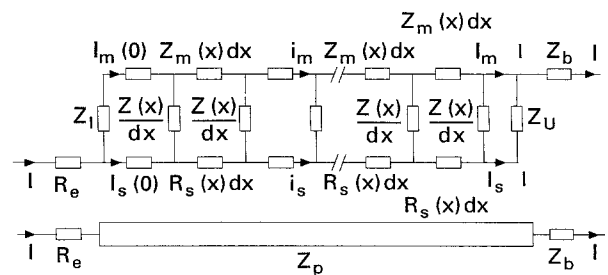 Z_m (x) dx
I_m (0) Z_m (x) dx i_m Z_m (x) dx I_m I Z_b I
Z_I Z (x) Z (x) Z (x) Z (x) Z_U
dx dx dx dx
I R_e I_s (0) R_s (x) dx i_s R_s (x) dx I_s I
R_s (x) dx
I R_e Z_p Z_b I